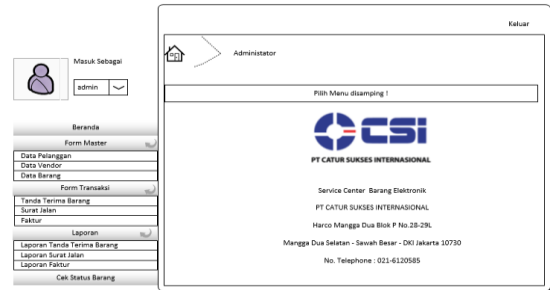 Keluar
Masuk Sebagai
admin
Administator
Pilih Menu disamping !
Beranda
Form Master
Data Pelanggan
Data Vendor
Data Barang
Form Transaksi
Tanda Terima Barang
Surat Jalan
Faktur
Laporan
Laporan Tanda Terima Barang
Laporan Surat Jalan
Laporan Faktur
Cek Status Barang
CSI
PT CATUR SUKSES INTERNASIONAL
Service Center Barang Elektronik
PT CATUR SUKSES INTERNASIONAL
Harco Mangga Dua Blok P No.28-29L
Mangga Dua Selatan - Sawah Besar - DKI Jakarta 10730
No. Telephone : 021-6120585